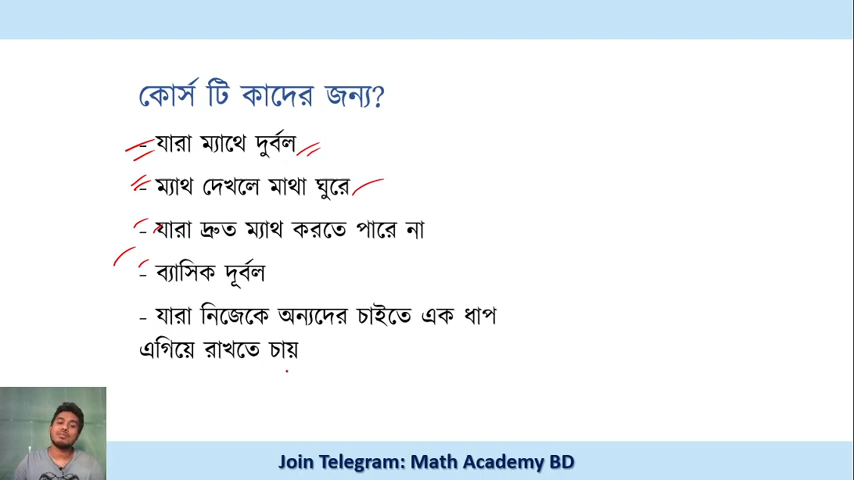 কোর্স টি কাদের জন্য?
- যারা ম্যাথে দুর্বল
- ম্যাথ দেখলে মাথা ঘুরে
- যারা দ্রুত ম্যাথ করতে পারে না
- ব্যাসিক দূর্বল
- যারা নিজেকে অন্যদের চাইতে এক ধাপ
এগিয়ে রাখতে চায়
Join Telegram: Math Academy BD